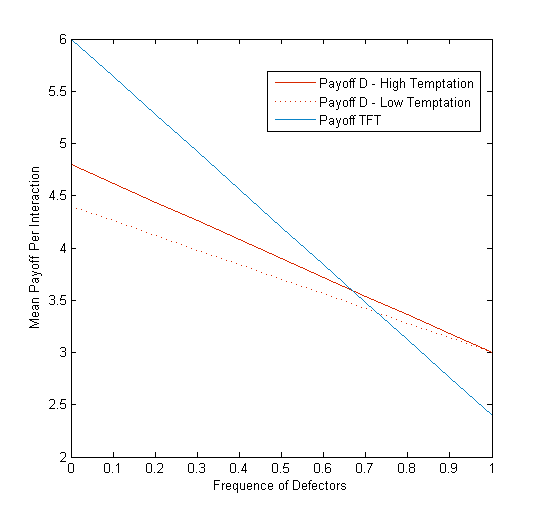 6
5.5
5
4.5
4
3.5
3
2.5
2
Mean Payoff Per Interaction
Payoff D - High Temptation
Payoff D - Low Temptation
Payoff TFT
0 0.1 0.2 0.3 0.4 0.5 0.6 0.7 0.8 0.9 1
Frequence of Defectors